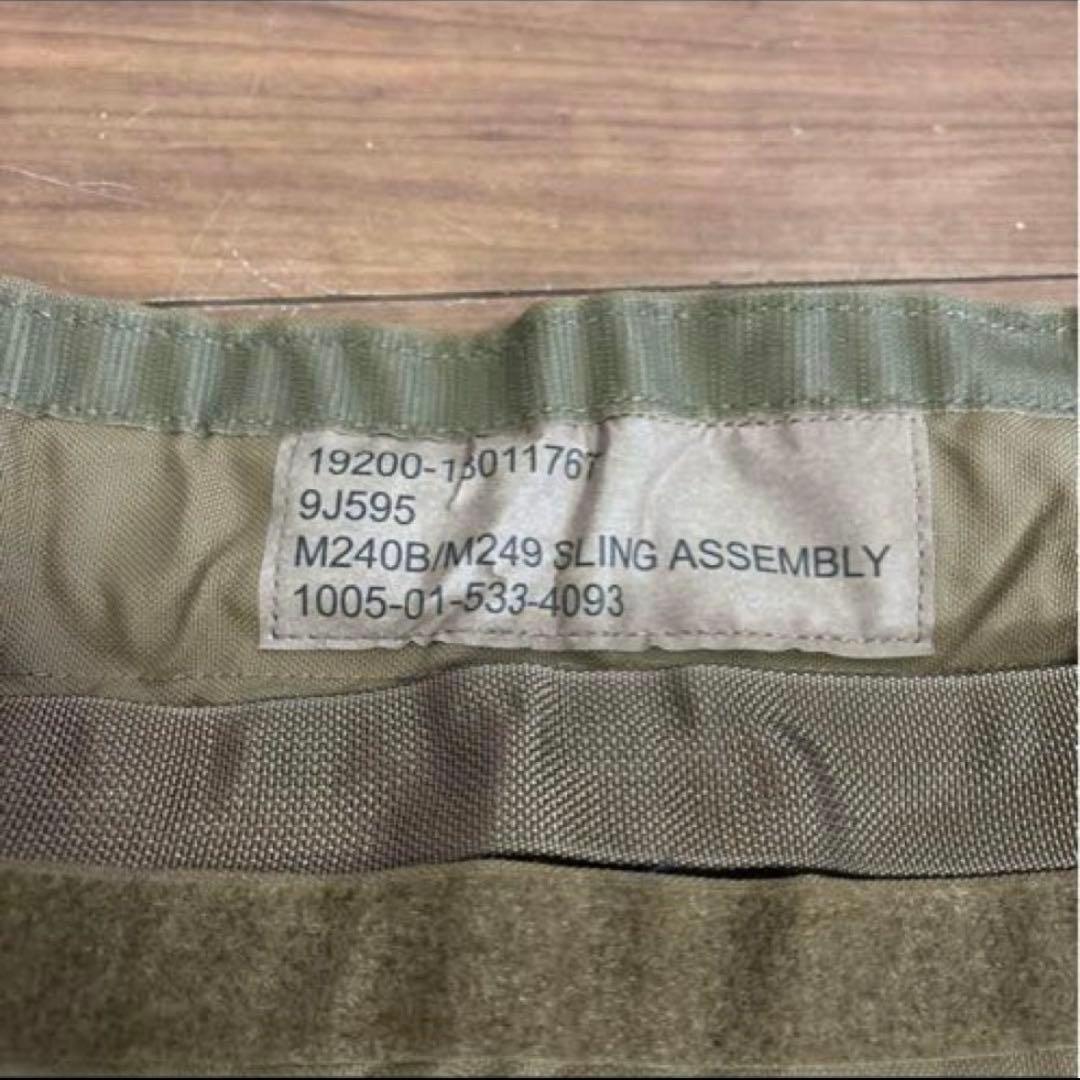 19200-13011767
9J595
M240B/M249 SLING ASSEMBLY
1005-01-533-4093